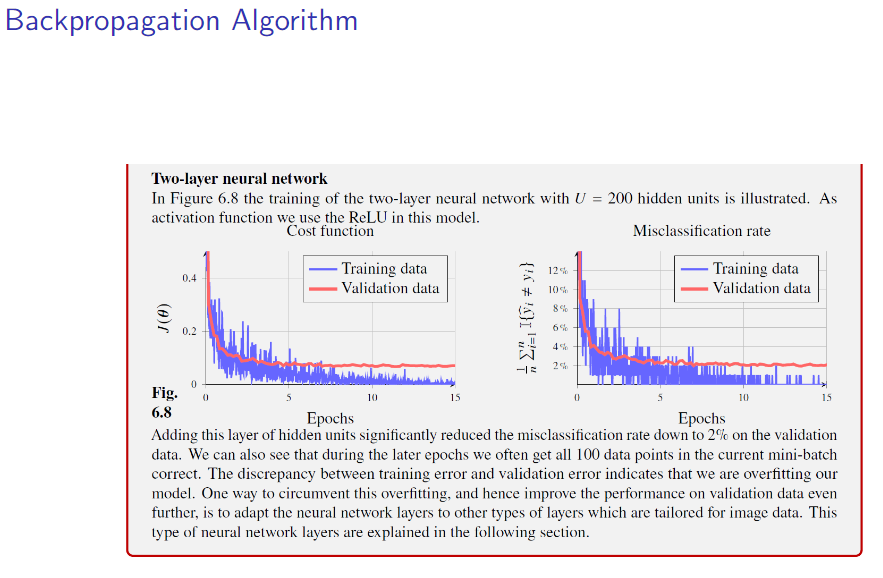 Backpropagation Algorithm
Two-layer neural network
In Figure 6.8 the training of the two-layer neural network with U = 200 hidden units is illustrated. As
activation function we use the ReLU in this model.
Cost function
Training data
Validation data
0.4
0.2
0
J(θ)
0
5
10
15
Epochs
Misclassification rate
Training data
Validation data
12%
10%
8%
6%
4%
2%
1/n ∑ⁿᵢ₌₁ 𝕀{ŷᵢ ≠ yᵢ}
0
5
10
15
Epochs
Fig.
6.8
Adding this layer of hidden units significantly reduced the misclassification rate down to 2% on the validation
data. We can also see that during the later epochs we often get all 100 data points in the current mini-batch
correct. The discrepancy between training error and validation error indicates that we are overfitting our
model. One way to circumvent this overfitting, and hence improve the performance on validation data even
further, is to adapt the neural network layers to other types of layers which are tailored for image data. This
type of neural network layers are explained in the following section.